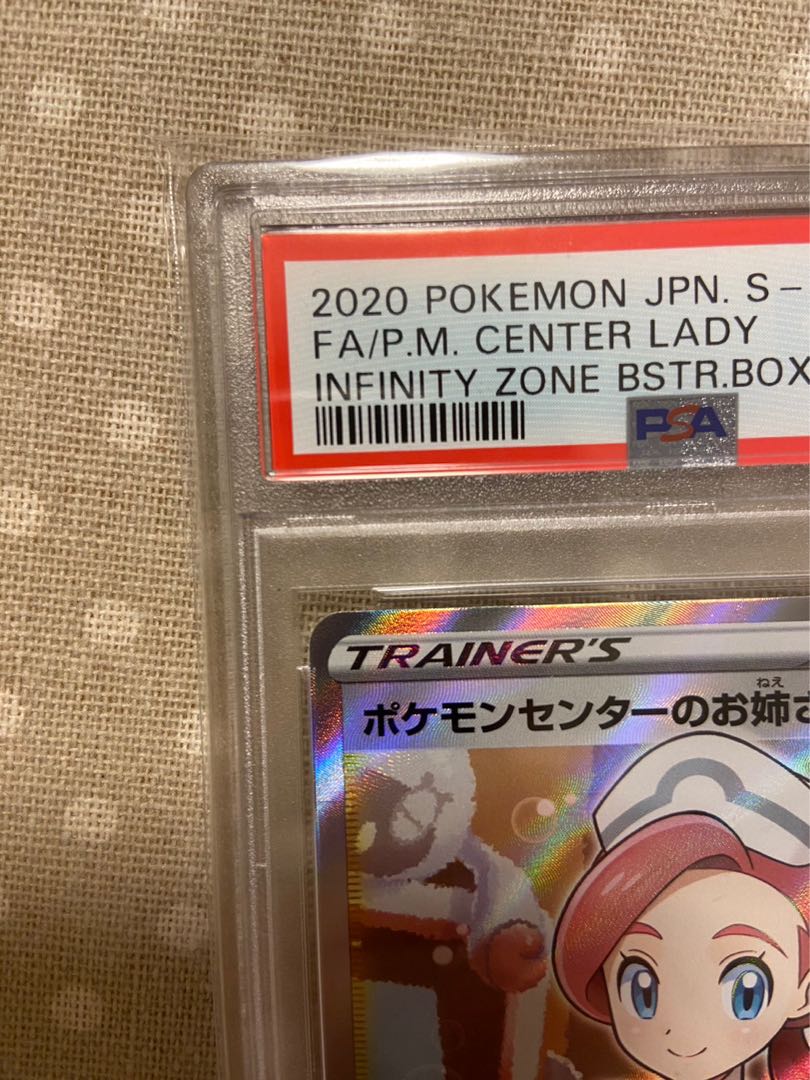 2020 POKEMON JPN. S –
FA/P.M. CENTER LADY
INFINITY ZONE BSTR.BOX
PSA
TRAINER'S
ねえ
ポケモンセンターのお姉さ